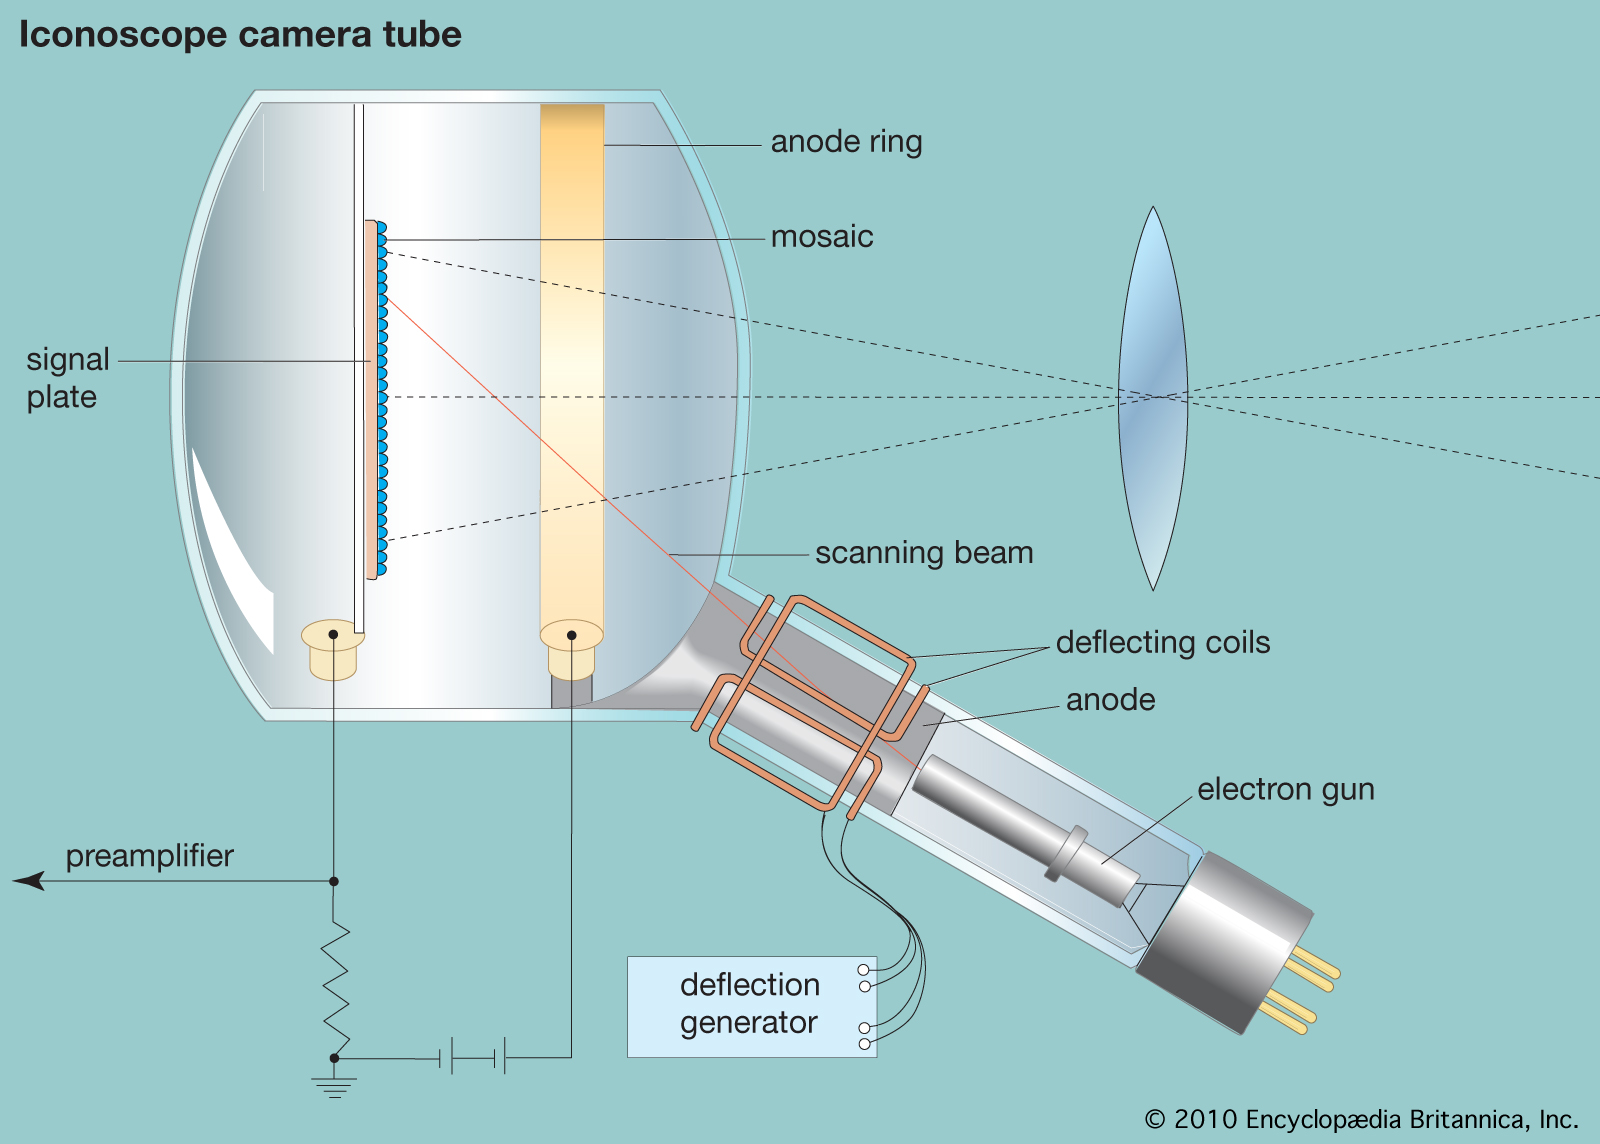 Iconoscope camera tube
anode ring
mosaic
signal
plate
scanning beam
deflecting coils
anode
electron gun
preamplifier
deflection
generator
© 2010 Encyclopædia Britannica, Inc.